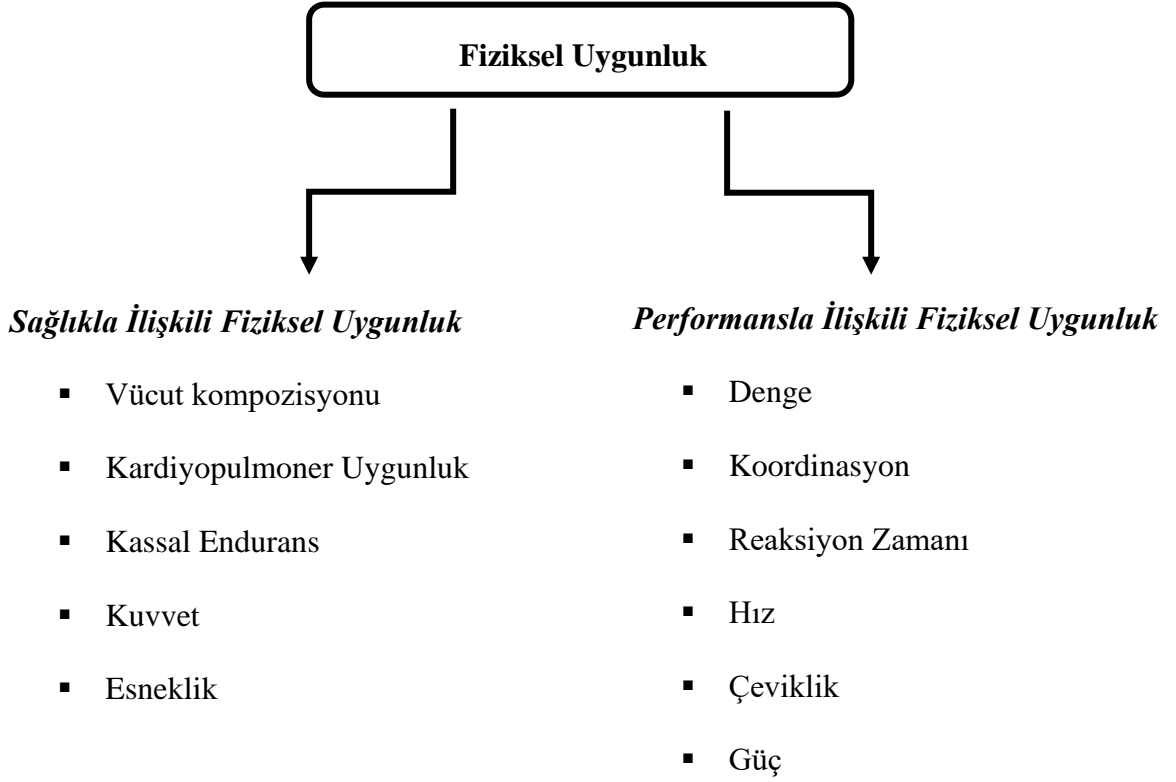 Fiziksel Uygunluk
Sağlıkla İlişkili Fiziksel Uygunluk
▪ Vücut kompozisyonu
▪ Kardiyopulmoner Uygunluk
▪ Kassal Endurans
▪ Kuvvet
▪ Esneklik
Performansla İlişkili Fiziksel Uygunluk
▪ Denge
▪ Koordinasyon
▪ Reaksiyon Zamanı
▪ Hız
▪ Çeviklik
▪ Güç